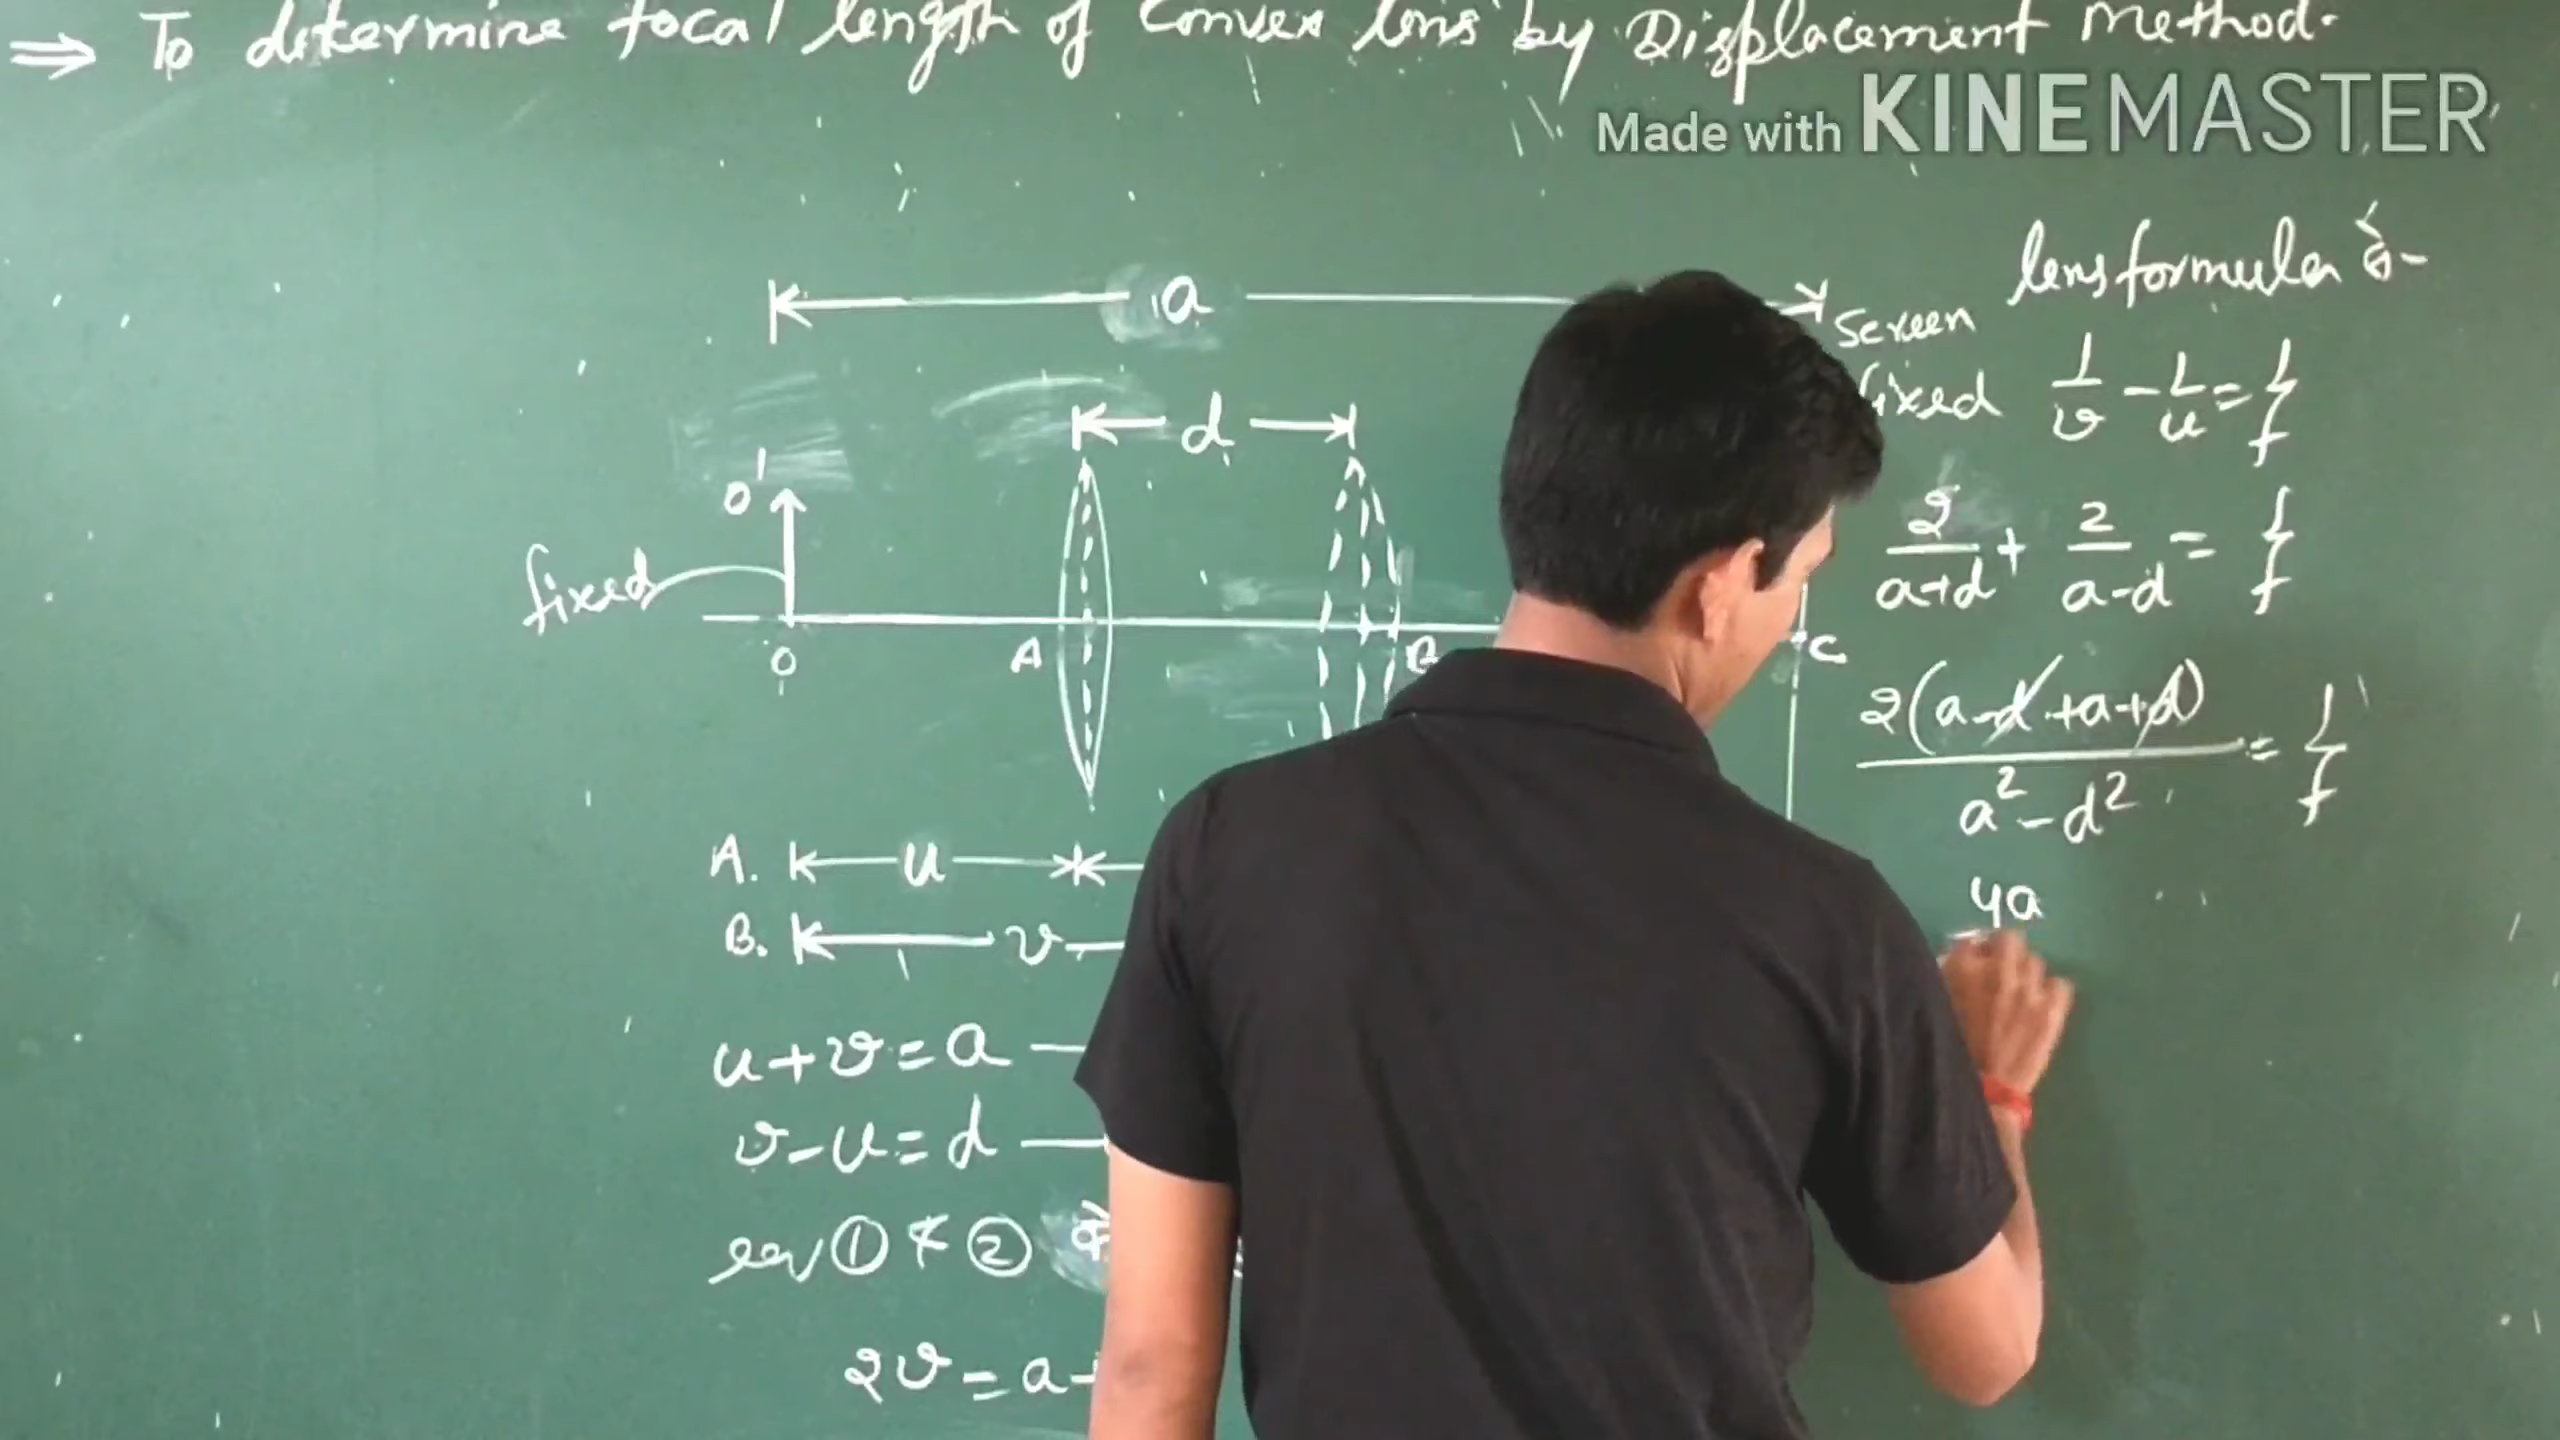 ⇒ To determine focal length of Convex lens by Displacement Method.
Made with KINEMASTER
a
Screen
fixed
d
O'
fixed
O
A
B
C
A. u
B. v
u+v=a
v-u=d
① & ②
2v=a
lens formula :-
1/v - 1/u = 1/f
2/(a+d) + 2/(a-d) = 1/f
2(a-d+a+d)/(a²-d²) = 1/f
4a